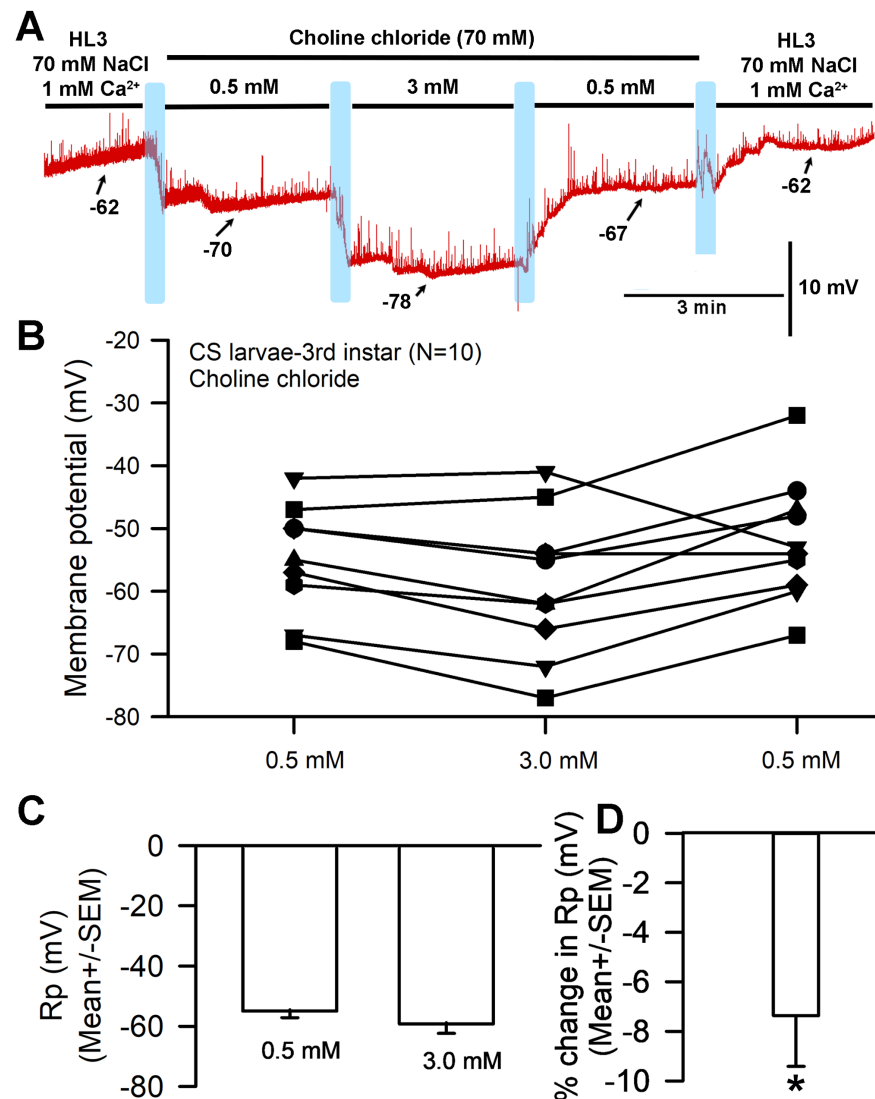 A
HL3
70 mM NaCl
1 mM Ca²⁺
Choline chloride (70 mM)
0.5 mM
3 mM
0.5 mM
HL3
70 mM NaCl
1 mM Ca²⁺
-62
-70
-78
-67
-62
3 min
10 mV
B
CS larvae-3rd instar (N=10)
Choline chloride
Membrane potential (mV)
-20
-30
-40
-50
-60
-70
-80
0.5 mM
3.0 mM
0.5 mM
C
Rp (mV)
(Mean+/-SEM)
0
-20
-40
-60
-80
0.5 mM
3.0 mM
D
% change in Rp (mV)
(Mean+/-SEM)
0
-2
-4
-6
-8
-10
*